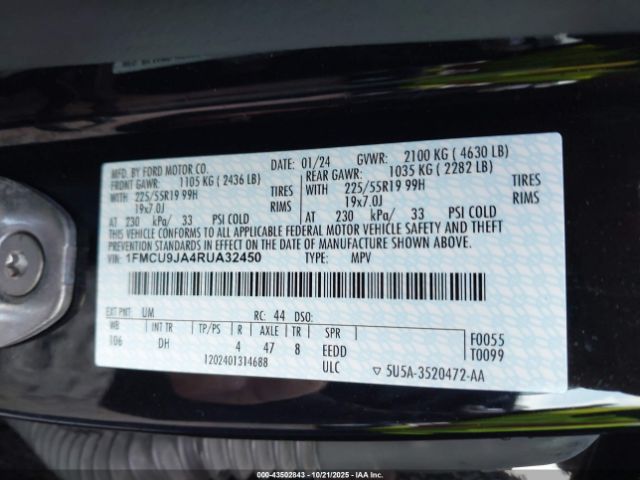 MFD. BY FORD MOTOR CO. DATE: 01/24 GVWR: 2100 KG ( 4630 LB)
FRONT GAWR: 1105 KG ( 2436 LB) REAR GAWR: 1035 KG ( 2282 LB)
WITH 225/55R19 99H TIRES WITH 225/55R19 99H TIRES
19x7.0J RIMS 19x7.0J RIMS
AT 230 kPa/ 33 PSI COLD AT 230 kPa/ 33 PSI COLD
THIS VEHICLE CONFORMS TO ALL APPLICABLE FEDERAL MOTOR VEHICLE SAFETY AND THEFT
PREVENTION STANDARDS IN EFFECT ON THE DATE OF MANUFACTURE SHOWN ABOVE.
VIN: 1FMCU9JA4RUA32450 TYPE: MPV
EXT PNT: UM RC: 44 DSO:
WB INT TR TP/PS R AXLE TR SPR F0055
106 DH 4 47 8 EEDD T0099
1202401314688 ULC ▽ 5U5A-3520472-AA
000-43502843 - 10/21/2025 - IAA Inc.